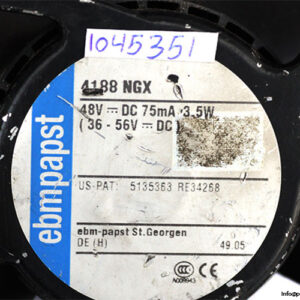 1045351
ebmpapst
4188 NGX
48V ⎓ DC 75mA 3.5W
( 36 - 56V ⎓ DC )
US-PAT: 5135363 RE34268
ebm-papst St.Georgen
DE (H) 49.05
CCC